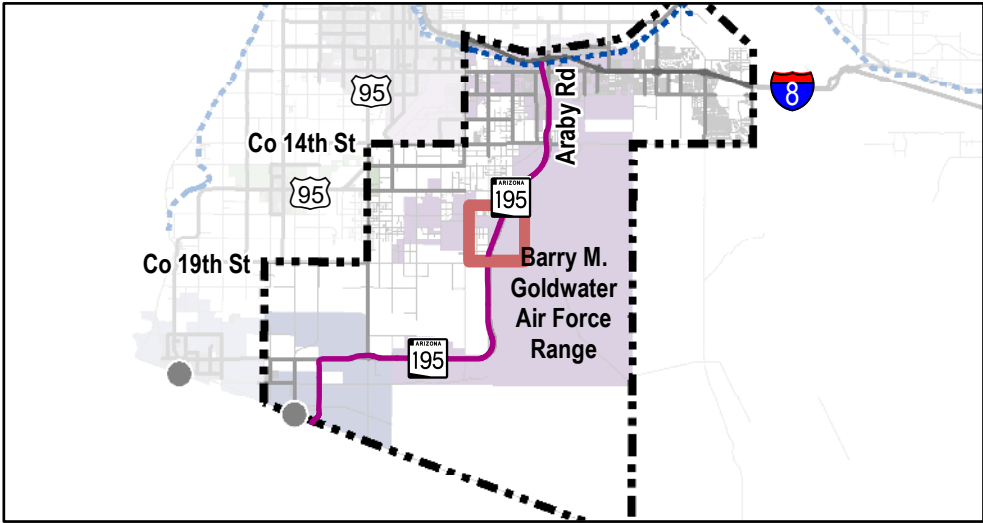 95
8
Araby Rd
Co 14th St
95
ARIZONA
195
Co 19th St
Barry M.
Goldwater
Air Force
Range
ARIZONA
195